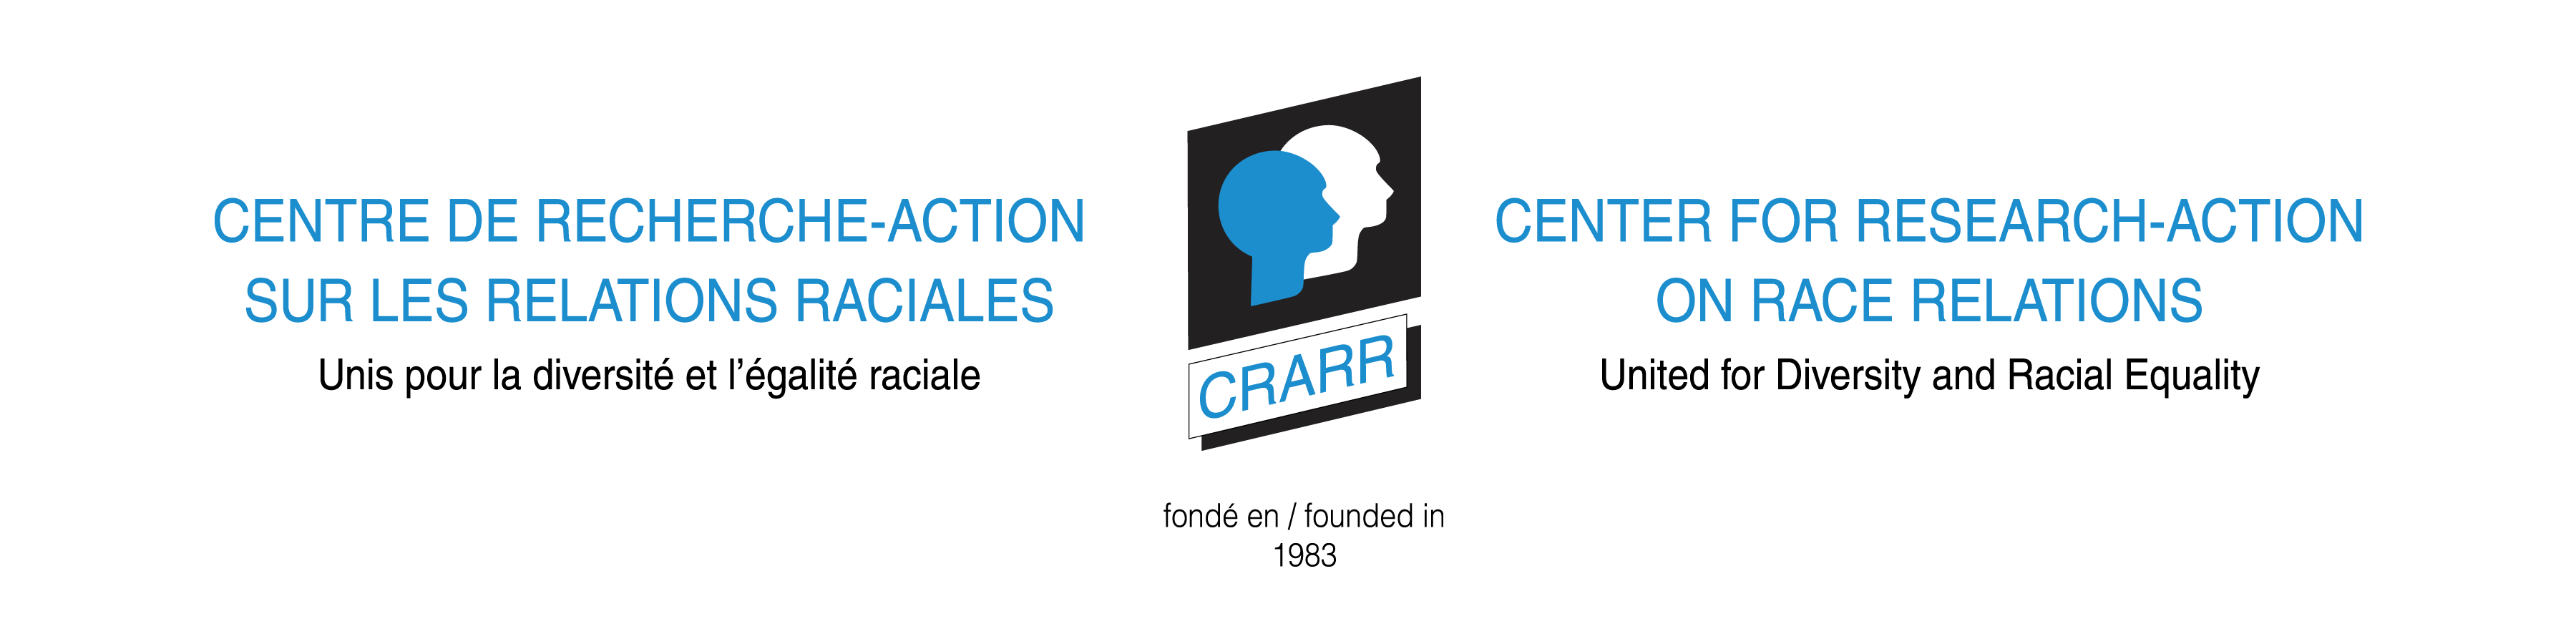 CENTRE DE RECHERCHE-ACTION
SUR LES RELATIONS RACIALES
Unis pour la diversité et l’égalité raciale
CRARR
fondé en / founded in
1983
CENTER FOR RESEARCH-ACTION
ON RACE RELATIONS
United for Diversity and Racial Equality